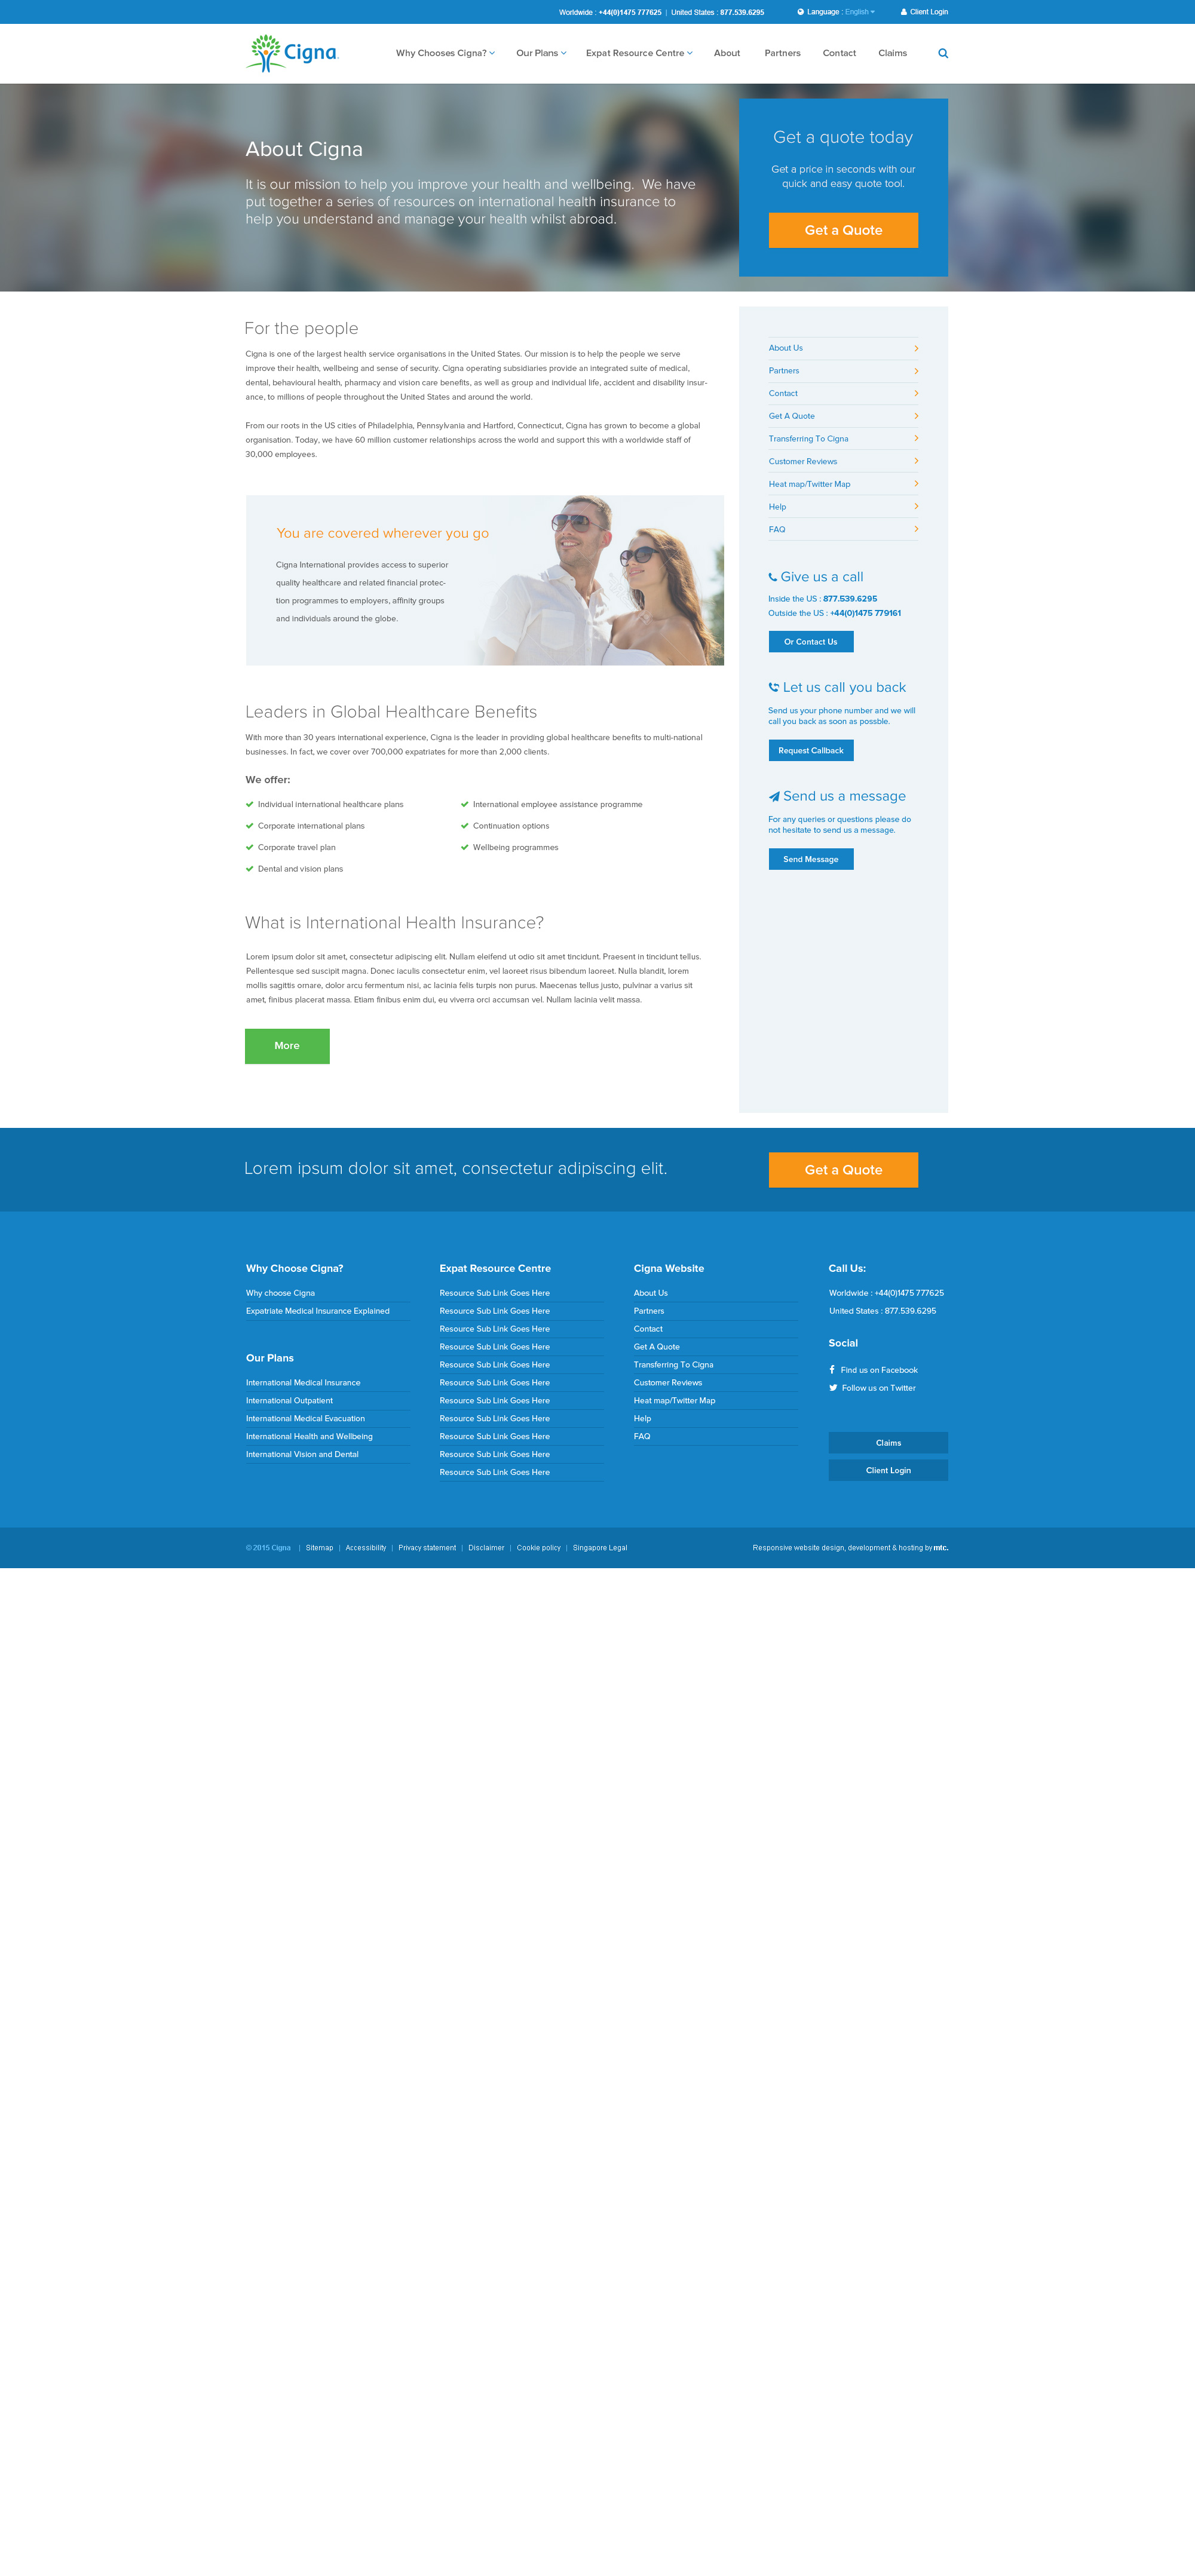 Worldwide : +44(0)1475 777625 | United States : 877.539.6295
Language : English
Client Login
Cigna
Why Chooses Cigna?
Our Plans
Expat Resource Centre
About
Partners
Contact
Claims
About Cigna
It is our mission to help you improve your health and wellbeing. We have
put together a series of resources on international health insurance to
help you understand and manage your health whilst abroad.
Get a quote today
Get a price in seconds with our
quick and easy quote tool.
Get a Quote
For the people
Cigna is one of the largest health service organisations in the United States. Our mission is to help the people we serve
improve their health, wellbeing and sense of security. Cigna operating subsidiaries provide an integrated suite of medical,
dental, behavioural health, pharmacy and vision care benefits, as well as group and individual life, accident and disability insur-
ance, to millions of people throughout the United States and around the world.
From our roots in the US cities of Philadelphia, Pennsylvania and Hartford, Connecticut, Cigna has grown to become a global
organisation. Today, we have 60 million customer relationships across the world and support this with a worldwide staff of
30,000 employees.
You are covered wherever you go
Cigna International provides access to superior
quality healthcare and related financial protec-
tion programmes to employers, affinity groups
and individuals around the globe.
Leaders in Global Healthcare Benefits
With more than 30 years international experience, Cigna is the leader in providing global healthcare benefits to multi-national
businesses. In fact, we cover over 700,000 expatriates for more than 2,000 clients.
We offer:
Individual international healthcare plans
Corporate international plans
Corporate travel plan
Dental and vision plans
International employee assistance programme
Continuation options
Wellbeing programmes
What is International Health Insurance?
Lorem ipsum dolor sit amet, consectetur adipiscing elit. Nullam eleifend ut odio sit amet tincidunt. Praesent in tincidunt tellus.
Pellentesque sed suscipit magna. Donec iaculis consectetur enim, vel laoreet risus bibendum laoreet. Nulla blandit, lorem
mollis sagittis ornare, dolor arcu fermentum nisi, ac lacinia felis turpis non purus. Maecenas tellus justo, pulvinar a varius sit
amet, finibus placerat massa. Etiam finibus enim dui, eu viverra orci accumsan vel. Nullam lacinia velit massa.
More
About Us
Partners
Contact
Get A Quote
Transferring To Cigna
Customer Reviews
Heat map/Twitter Map
Help
FAQ
Give us a call
Inside the US : 877.539.6295
Outside the US : +44(0)1475 779161
Or Contact Us
Let us call you back
Send us your phone number and we will
call you back as soon as possble.
Request Callback
Send us a message
For any queries or questions please do
not hesitate to send us a message.
Send Message
Lorem ipsum dolor sit amet, consectetur adipiscing elit.
Get a Quote
Why Choose Cigna?
Why choose Cigna
Expatriate Medical Insurance Explained
Our Plans
International Medical Insurance
International Outpatient
International Medical Evacuation
International Health and Wellbeing
International Vision and Dental
Expat Resource Centre
Resource Sub Link Goes Here
Resource Sub Link Goes Here
Resource Sub Link Goes Here
Resource Sub Link Goes Here
Resource Sub Link Goes Here
Resource Sub Link Goes Here
Resource Sub Link Goes Here
Resource Sub Link Goes Here
Resource Sub Link Goes Here
Resource Sub Link Goes Here
Resource Sub Link Goes Here
Cigna Website
About Us
Partners
Contact
Get A Quote
Transferring To Cigna
Customer Reviews
Heat map/Twitter Map
Help
FAQ
Call Us:
Worldwide : +44(0)1475 777625
United States : 877.539.6295
Social
Find us on Facebook
Follow us on Twitter
Claims
Client Login
© 2015 Cigna | Sitemap | Accessibility | Privacy statement | Disclaimer | Cookie policy | Singapore Legal
Responsive website design, development & hosting by mtc.